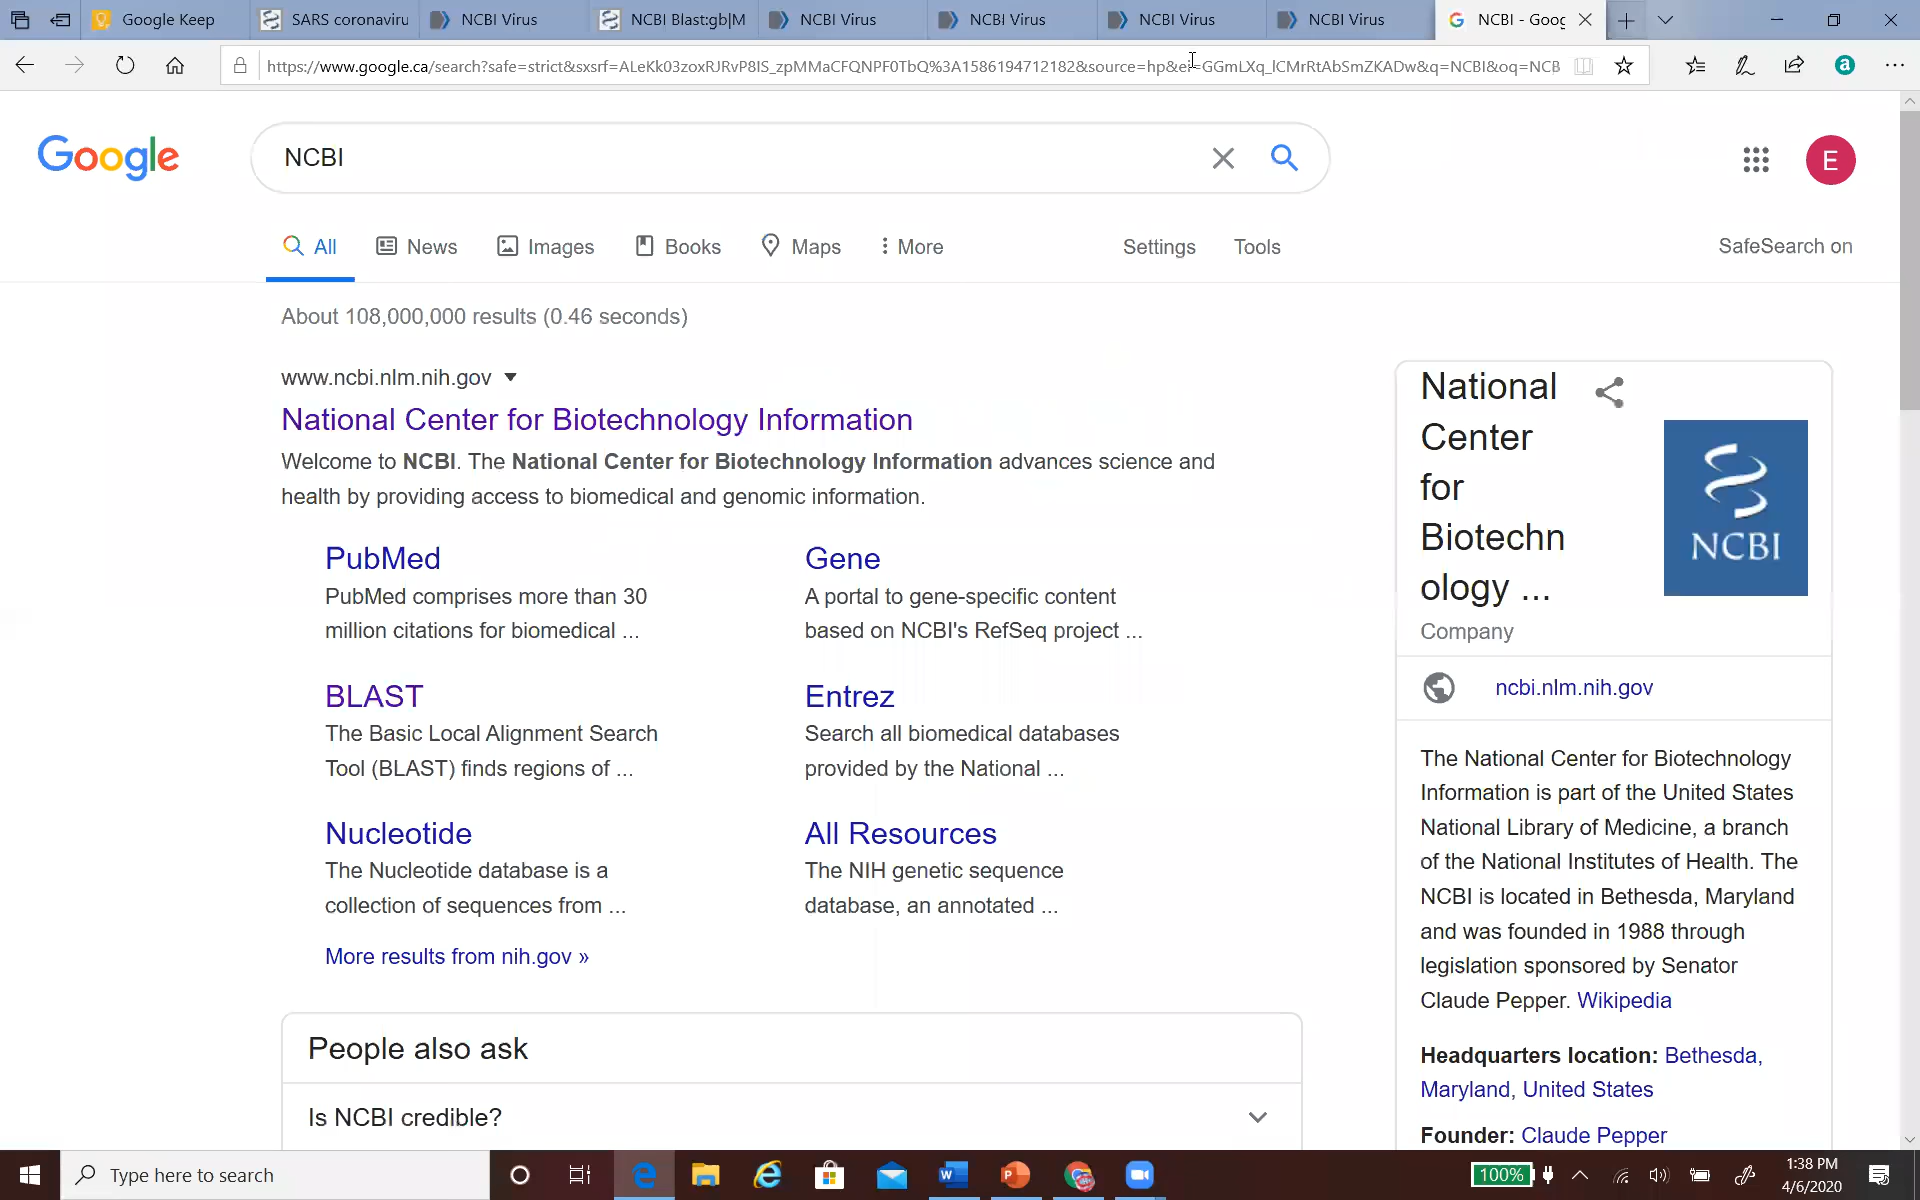 Google Keep
SARS coronaviru
NCBI Virus
NCBI Blast:gb|M
NCBI Virus
NCBI Virus
NCBI Virus
NCBI Virus
NCBI - Goog
https://www.google.ca/search?safe=strict&sxsrf=ALeKk03zoxRJRvP8IS_zpMMaCFQNPF0TbQ%3A1586194712182&source=hp&ei=GGmLXq_lCMrRtAbSmZKADw&q=NCBI&oq=NCB
Google
NCBI
E
All
News
Images
Books
Maps
More
Settings
Tools
SafeSearch on
About 108,000,000 results (0.46 seconds)
www.ncbi.nlm.nih.gov
National Center for Biotechnology Information
Welcome to NCBI. The National Center for Biotechnology Information advances science and
health by providing access to biomedical and genomic information.
PubMed
PubMed comprises more than 30
million citations for biomedical ...
Gene
A portal to gene-specific content
based on NCBI's RefSeq project ...
BLAST
The Basic Local Alignment Search
Tool (BLAST) finds regions of ...
Entrez
Search all biomedical databases
provided by the National ...
Nucleotide
The Nucleotide database is a
collection of sequences from ...
All Resources
The NIH genetic sequence
database, an annotated ...
More results from nih.gov »
People also ask
Is NCBI credible?
National
Center
for
Biotechn
ology ...
NCBI
Company
ncbi.nlm.nih.gov
The National Center for Biotechnology
Information is part of the United States
National Library of Medicine, a branch
of the National Institutes of Health. The
NCBI is located in Bethesda, Maryland
and was founded in 1988 through
legislation sponsored by Senator
Claude Pepper. Wikipedia
Headquarters location: Bethesda,
Maryland, United States
Founder: Claude Pepper
Type here to search
100%
1:38 PM
4/6/2020